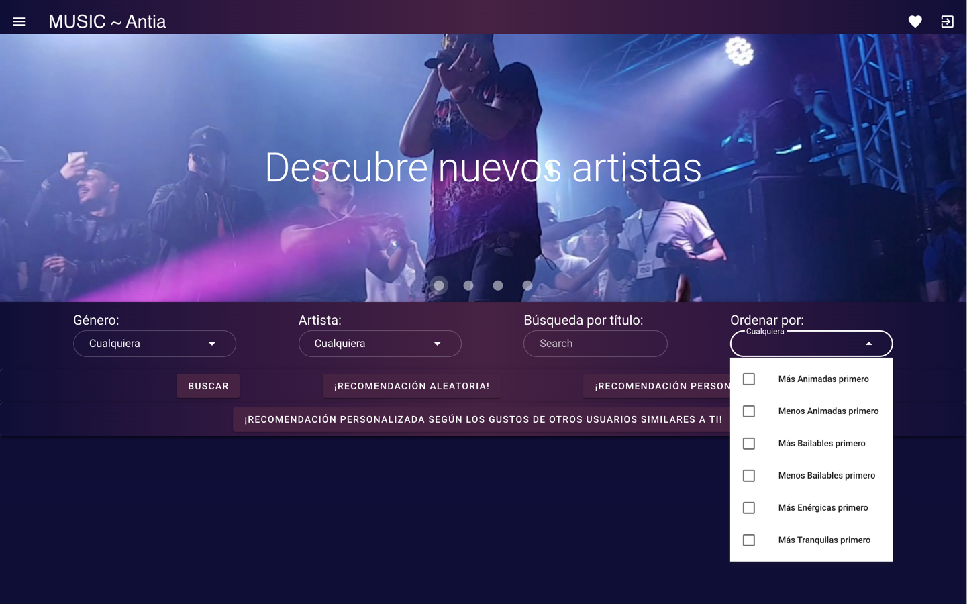 MUSIC ~ Antia
Descubre nuevos artistas
Género:
Cualquiera
Artista:
Cualquiera
Búsqueda por título:
Search
Ordenar por:
Cualquiera
Más Animadas primero
Menos Animadas primero
Más Bailables primero
Menos Bailables primero
Más Enérgicas primero
Más Tranquilas primero
BUSCAR
¡RECOMENDACIÓN ALEATORIA!
¡RECOMENDACIÓN PERSON
¡RECOMENDACIÓN PERSONALIZADA SEGÚN LOS GUSTOS DE OTROS USUARIOS SIMILARES A TI!